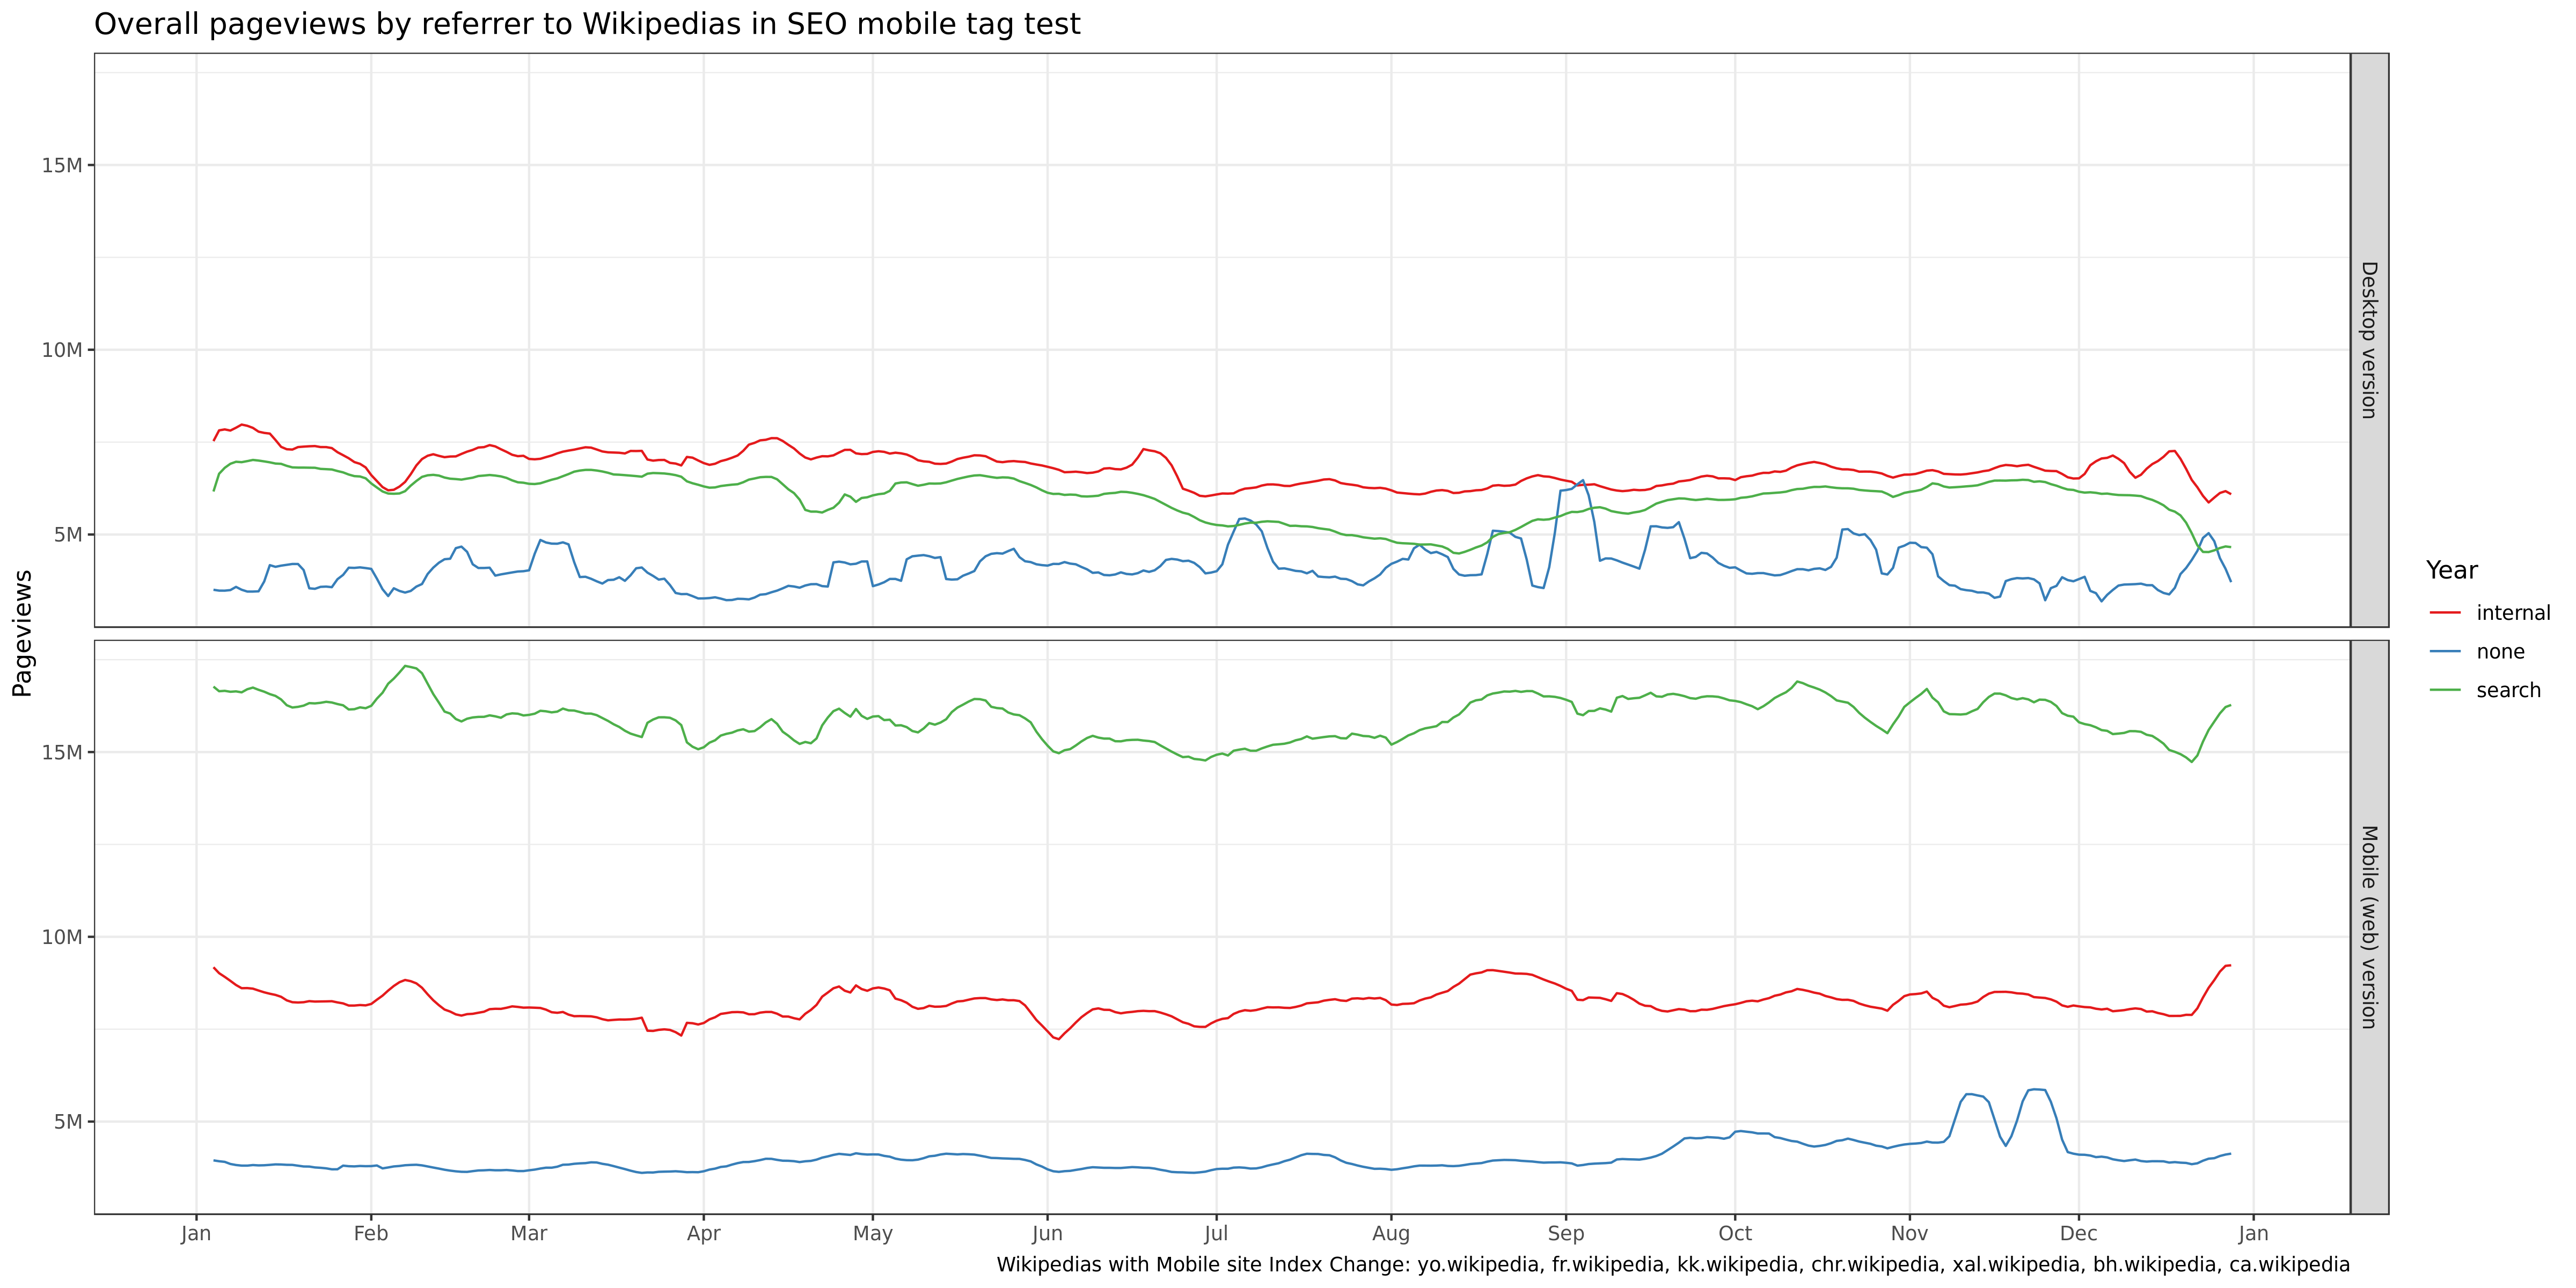 Overall pageviews by referrer to Wikipedias in SEO mobile tag test
Pageviews
15M
10M
5M
Desktop version
15M
10M
5M
Mobile (web) version
Jan Feb Mar Apr May Jun Jul Aug Sep Oct Nov Dec Jan
Year
internal
none
search
Wikipedias with Mobile site Index Change: yo.wikipedia, fr.wikipedia, kk.wikipedia, chr.wikipedia, xal.wikipedia, bh.wikipedia, ca.wikipedia